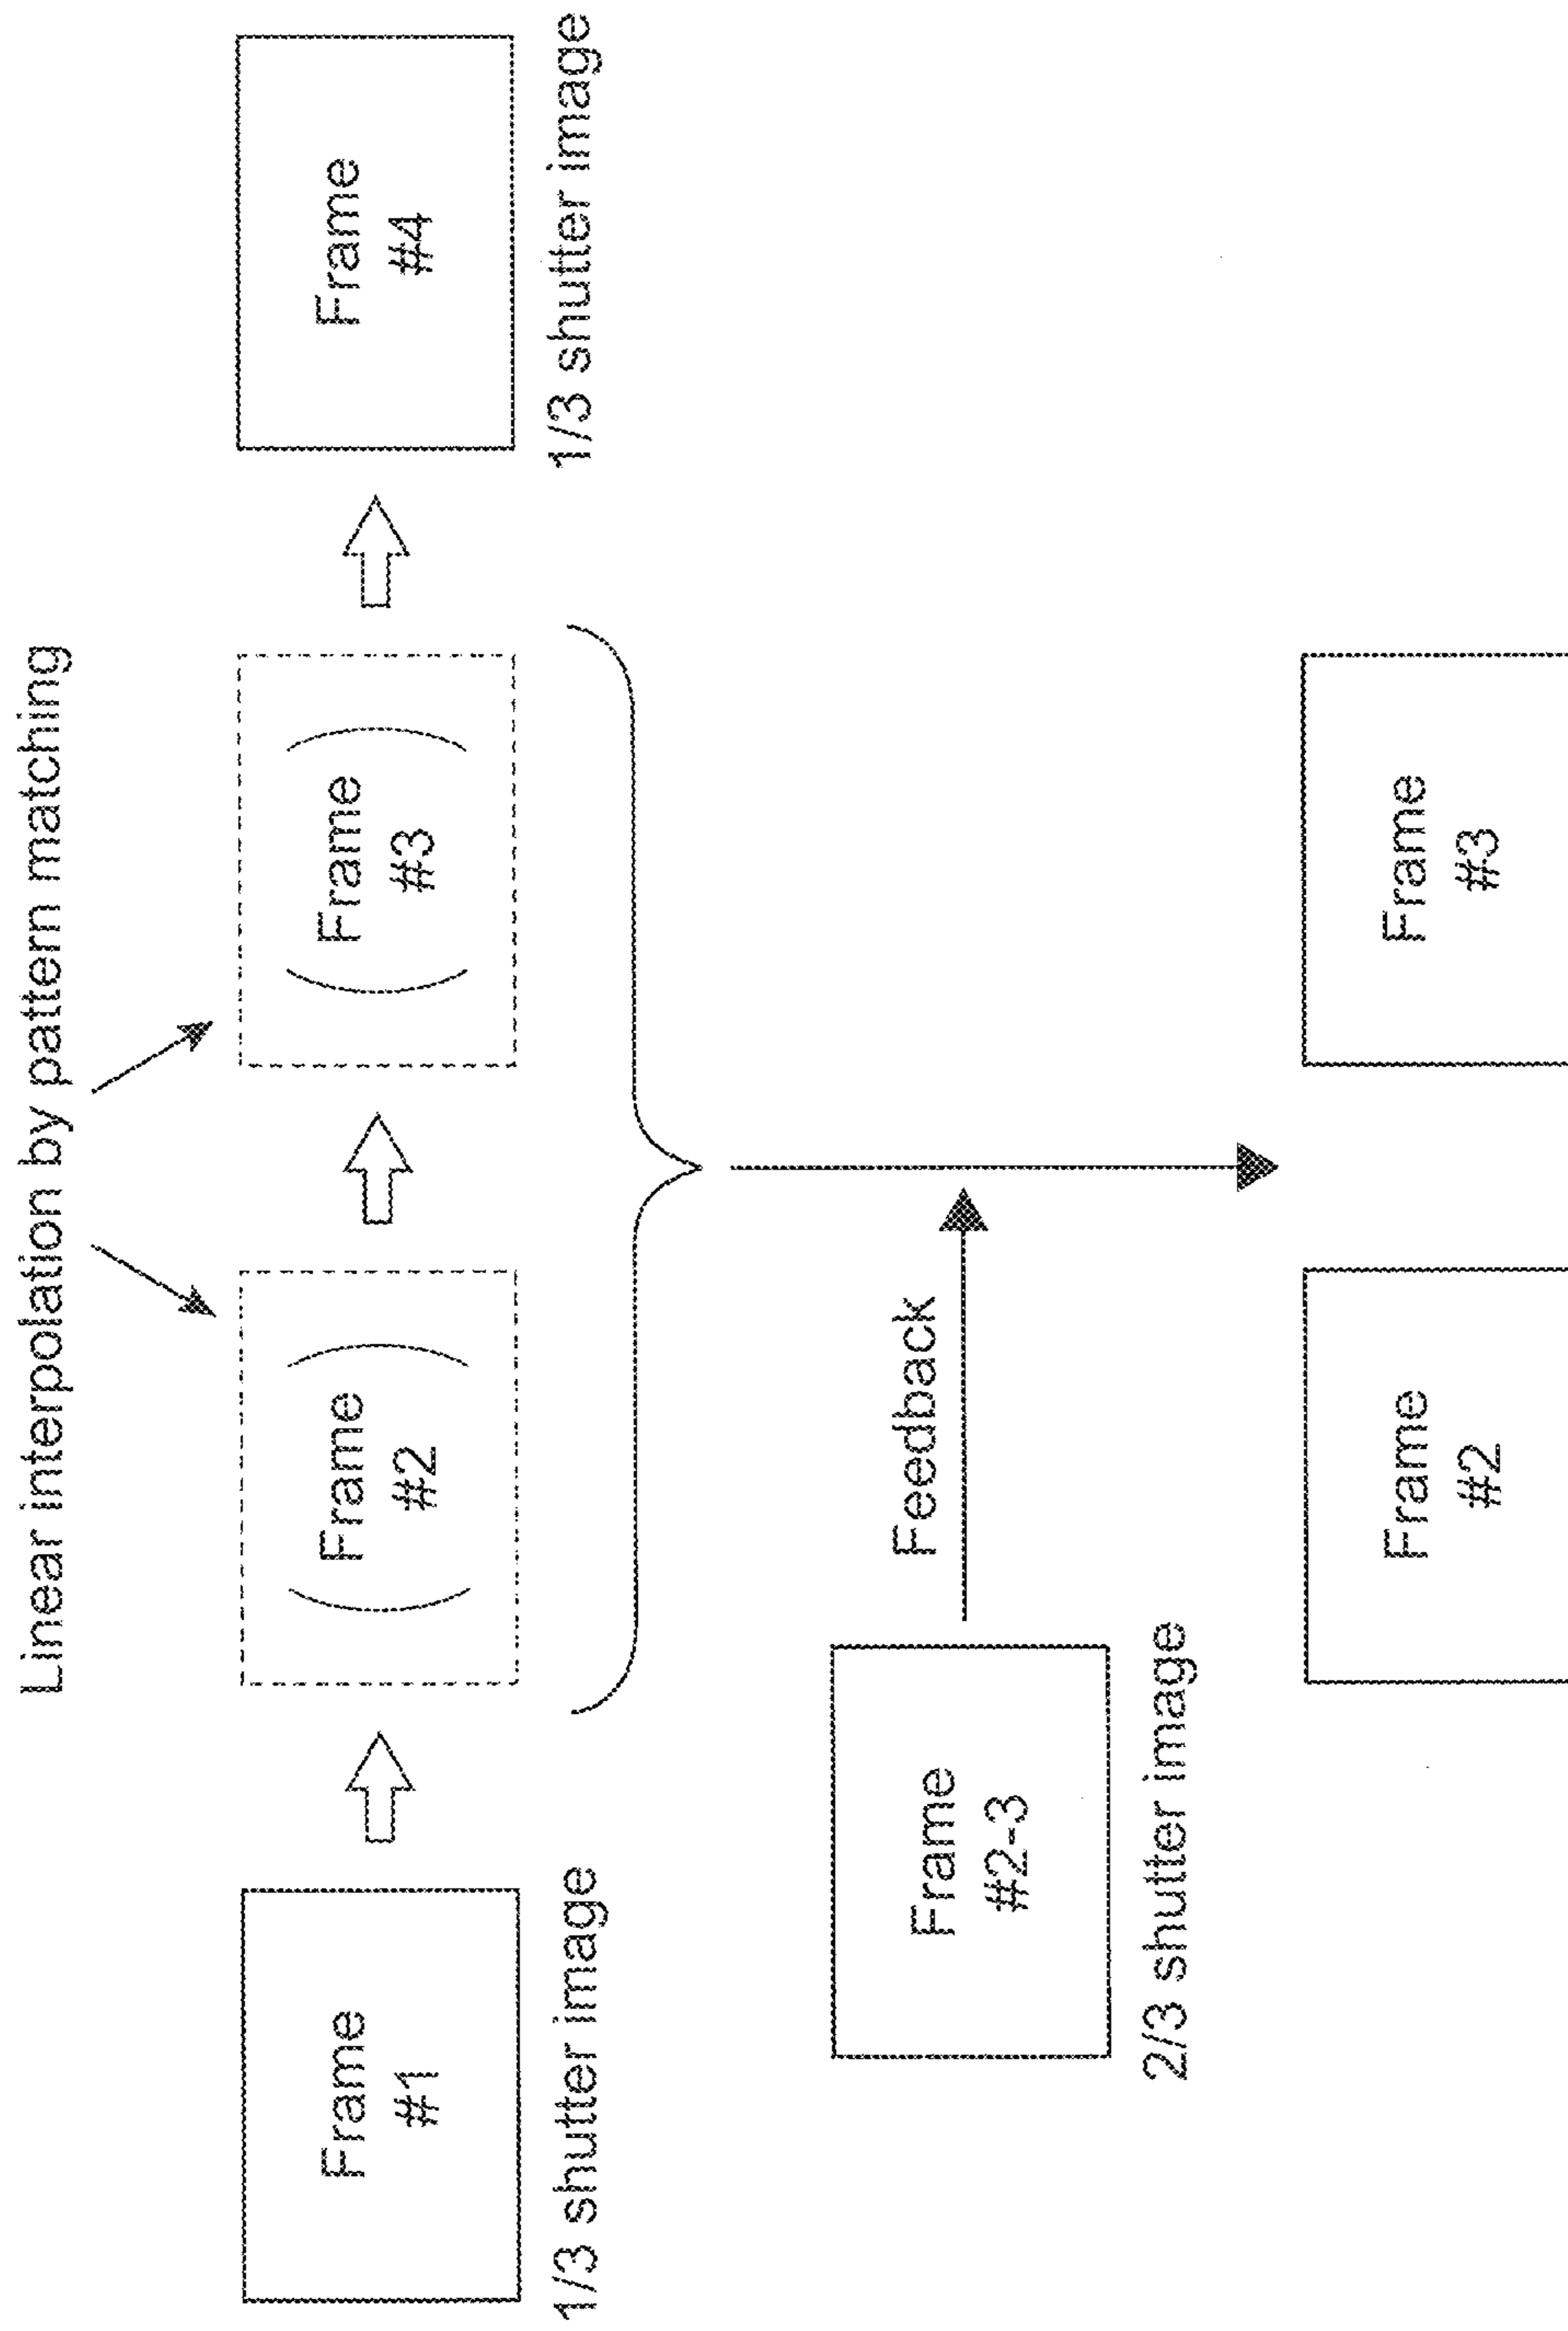 Linear interpolation by pattern matching
Frame
#1
1/3 shutter image
(Frame
#2)
(Frame
#3)
Frame
#4
1/3 shutter image
Frame
#2-3
2/3 shutter image
Feedback
Frame
#2
Frame
#3